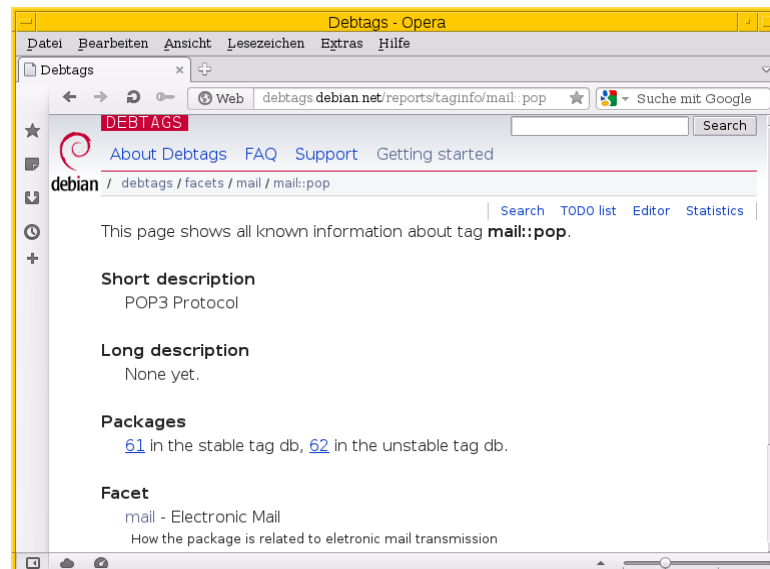 Debtags - Opera
Datei Bearbeiten Ansicht Lesezeichen Extras Hilfe
Debtags
Web debtags.debian.net/reports/taginfo/mail::pop Suche mit Google
DEBTAGS
Search
About Debtags FAQ Support Getting started
debian / debtags / facets / mail / mail::pop
Search TODO list Editor Statistics
This page shows all known information about tag mail::pop.
Short description
POP3 Protocol
Long description
None yet.
Packages
61 in the stable tag db, 62 in the unstable tag db.
Facet
mail - Electronic Mail
How the package is related to eletronic mail transmission